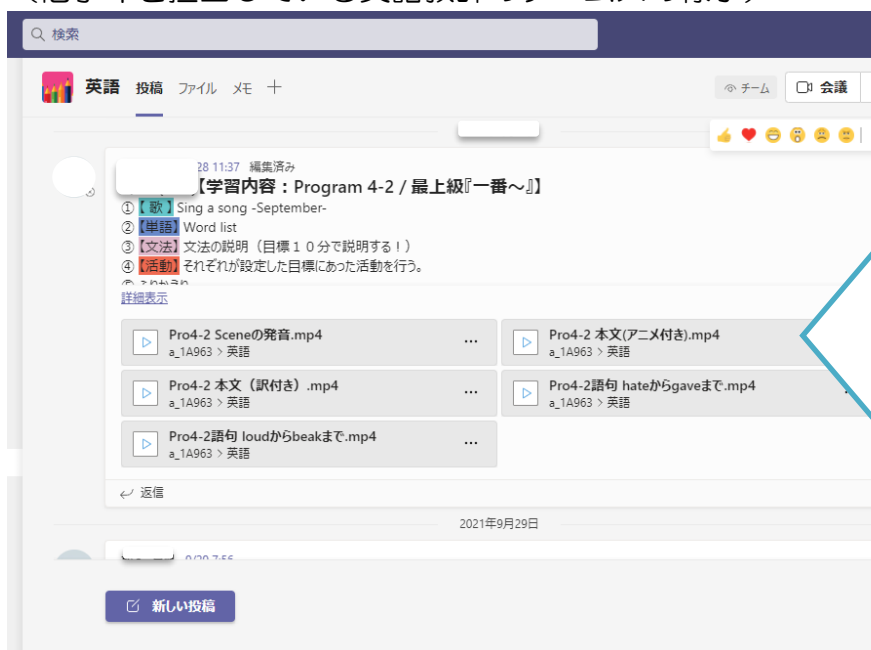 検索
英語 投稿 ファイル メモ
チーム 会議
28 11:37 編集済み
【学習内容：Program 4-2 / 最上級『一番～』】
①【 歌 】Sing a song -September-
②【単語】Word list
③【文法】文法の説明（目標１０分で説明する！）
④【活動】それぞれが設定した目標にあった活動を行う。
詳細表示
Pro4-2 Sceneの発音.mp4
a_1A963 > 英語
Pro4-2 本文(アニメ付き).mp4
a_1A963 > 英語
Pro4-2 本文（訳付き）.mp4
a_1A963 > 英語
Pro4-2語句 hateからgaveまで.mp4
a_1A963 > 英語
Pro4-2語句 loudからbeakまで.mp4
a_1A963 > 英語
返信
2021年9月29日
新しい投稿